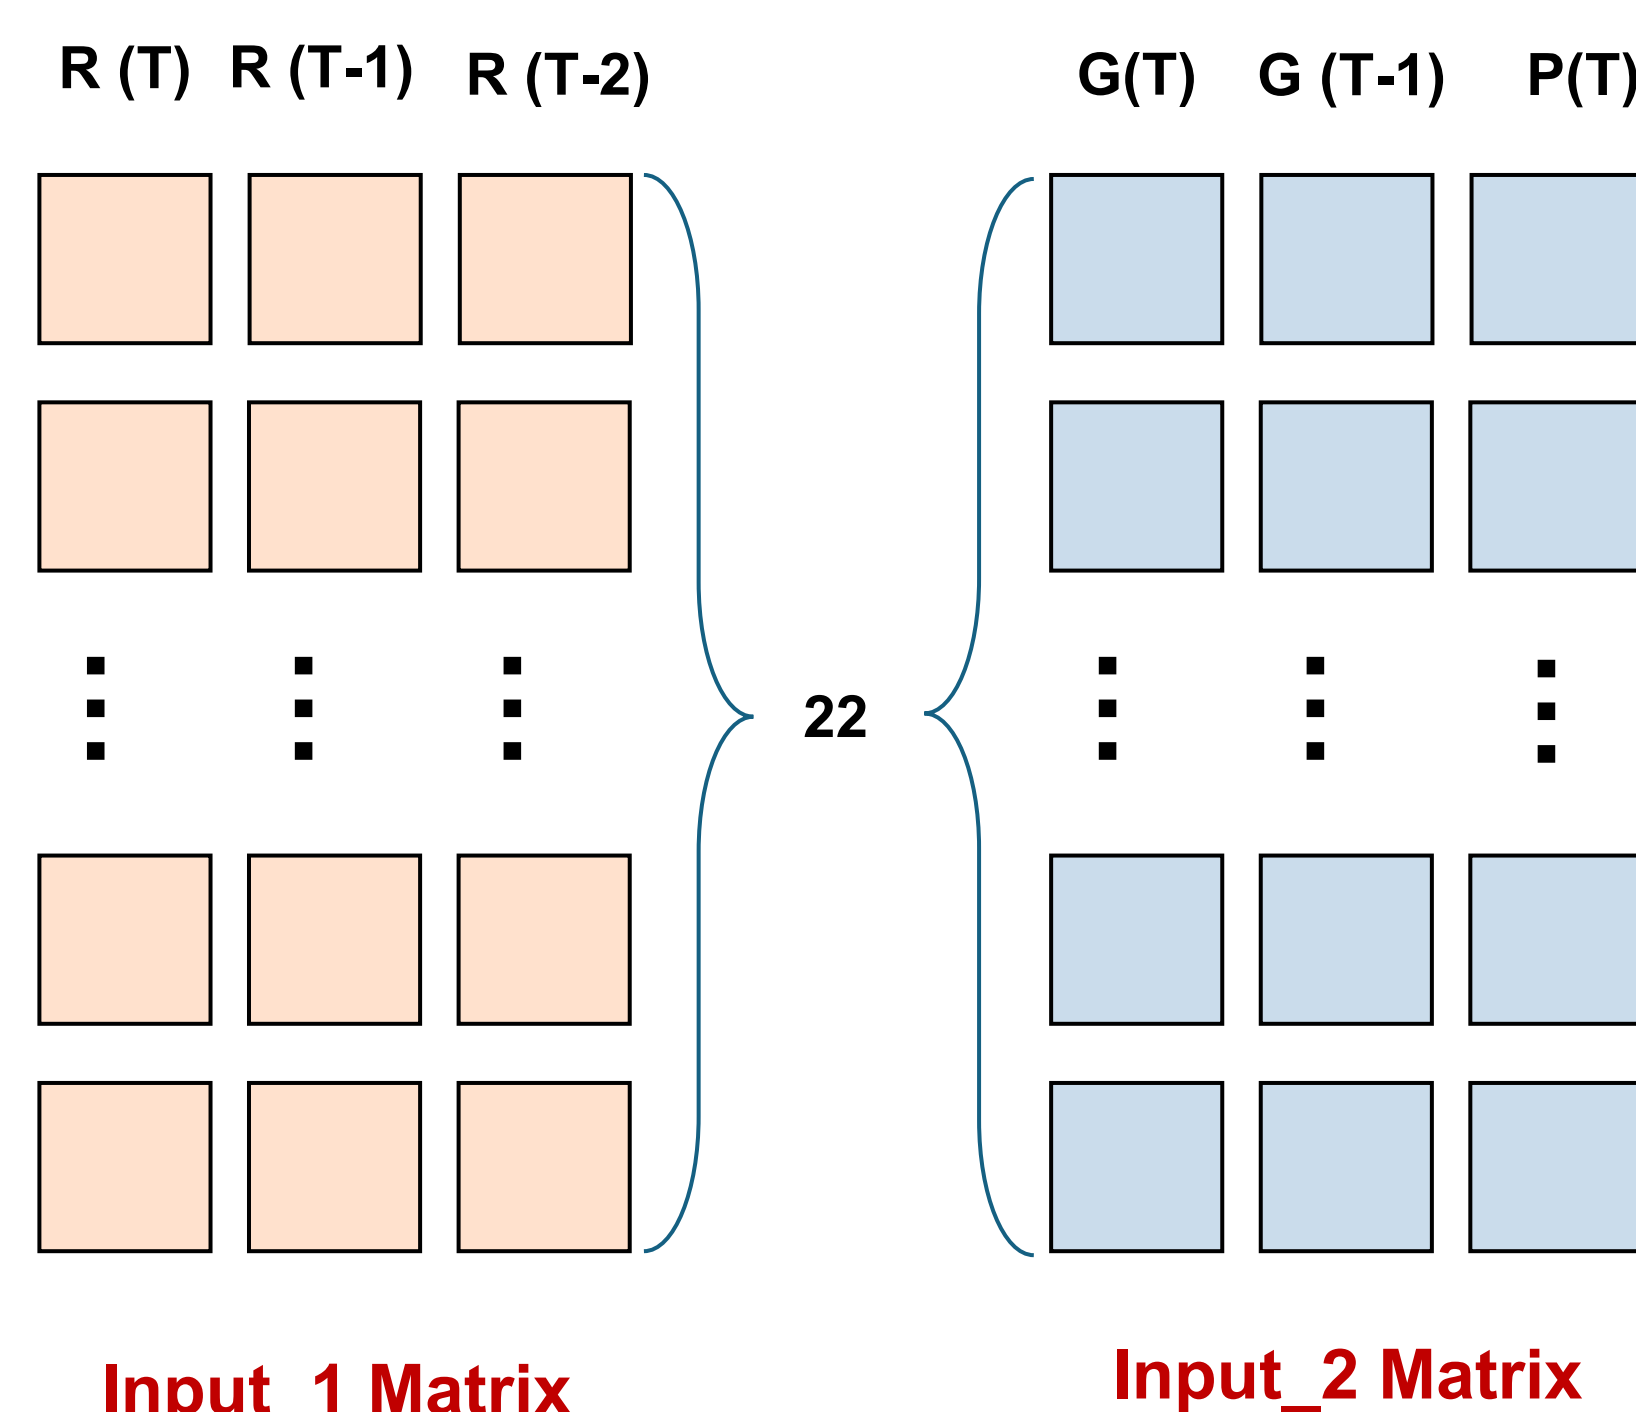 R (T) R (T-1) R (T-2) G(T) G (T-1) P(T)
22
Input_1 Matrix Input_2 Matrix